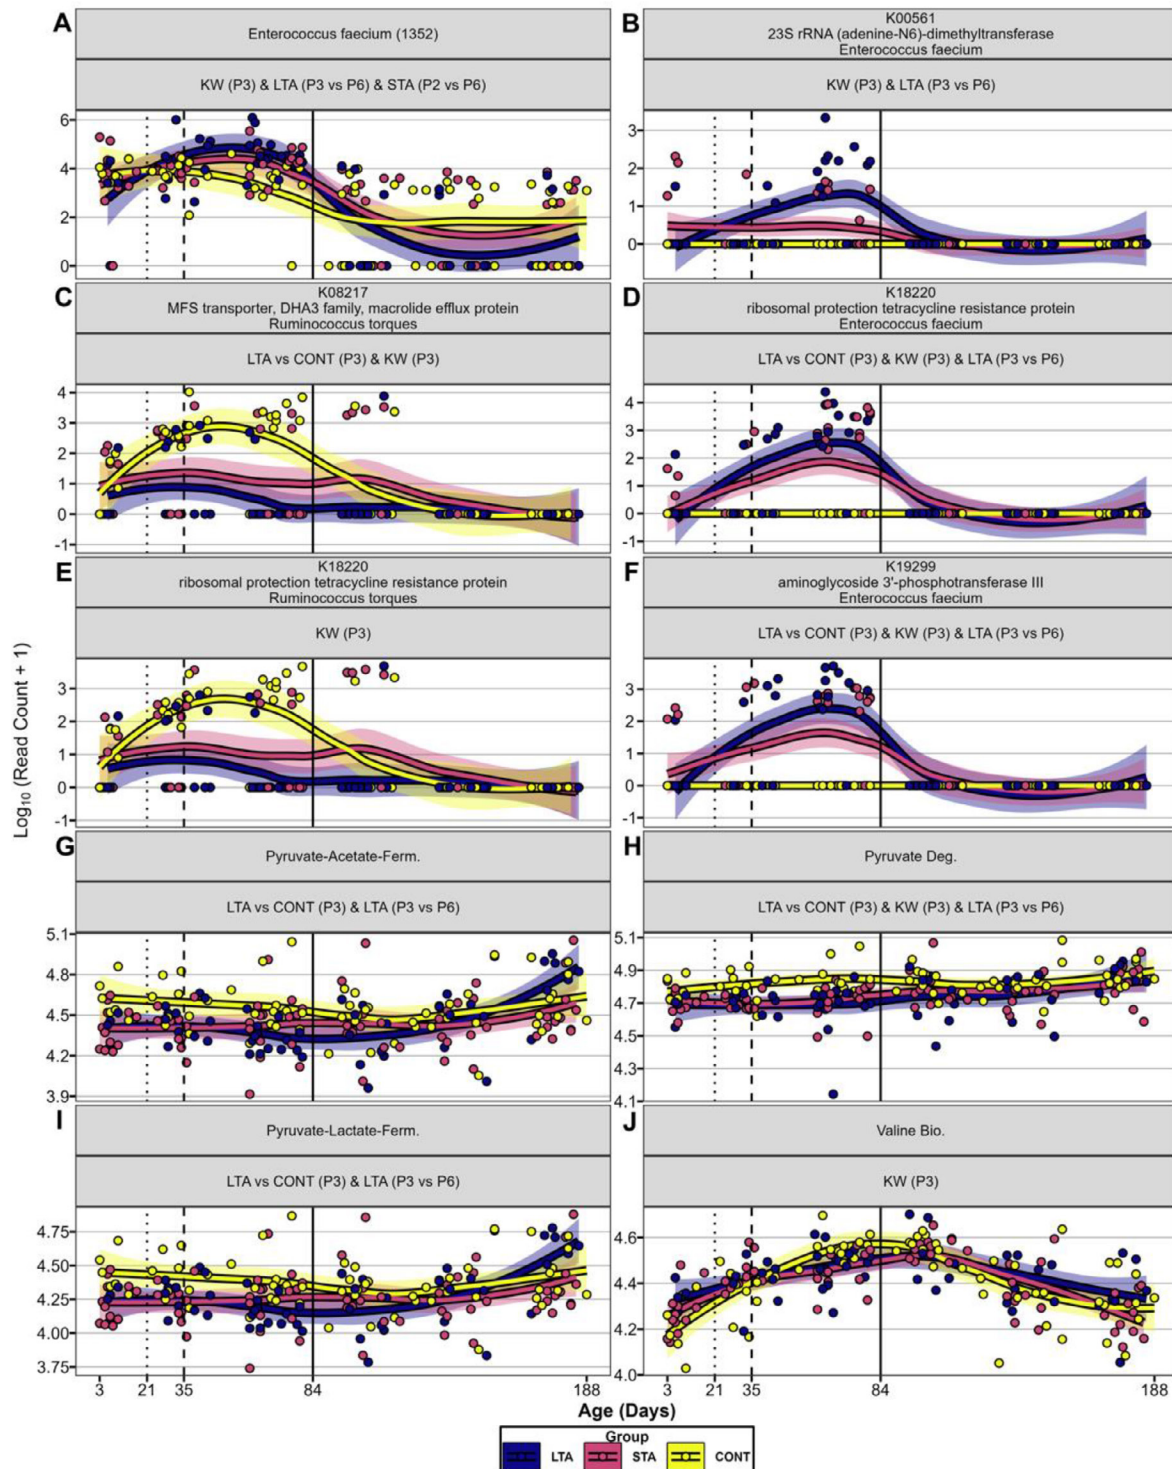 A
Enterococcus faecium (1352)
KW (P3) & LTA (P3 vs P6) & STA (P2 vs P6)
6
4
2
0
B
K00561
23S rRNA (adenine-N6)-dimethyltransferase
Enterococcus faecium
KW (P3) & LTA (P3 vs P6)
3
2
1
0
C
K08217
MFS transporter, DHA3 family, macrolide efflux protein
Ruminococcus torques
LTA vs CONT (P3) & KW (P3)
4
3
2
1
0
-1
D
K18220
ribosomal protection tetracycline resistance protein
Enterococcus faecium
LTA vs CONT (P3) & KW (P3) & LTA (P3 vs P6)
4
3
2
1
0
-1
E
K18220
ribosomal protection tetracycline resistance protein
Ruminococcus torques
KW (P3)
3
2
1
0
-1
F
K19299
aminoglycoside 3'-phosphotransferase III
Enterococcus faecium
LTA vs CONT (P3) & KW (P3) & LTA (P3 vs P6)
3
2
1
0
-1
Log10 (Read Count + 1)
G
Pyruvate-Acetate-Ferm.
LTA vs CONT (P3) & LTA (P3 vs P6)
5.1
4.8
4.5
4.2
3.9
H
Pyruvate Deg.
LTA vs CONT (P3) & KW (P3) & LTA (P3 vs P6)
5.1
4.9
4.7
4.5
4.3
4.1
I
Pyruvate-Lactate-Ferm.
LTA vs CONT (P3) & LTA (P3 vs P6)
4.75
4.50
4.25
4.00
3.75
3 21 35 84 188
J
Valine Bio.
KW (P3)
4.6
4.4
4.2
4.0
3 21 35 84 188
Age (Days)
Group
LTA STA CONT